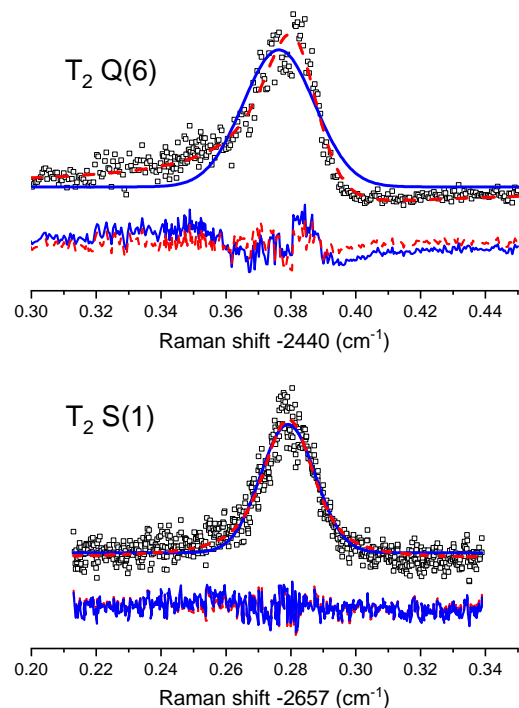 T₂ Q(6)
0.30 0.32 0.34 0.36 0.38 0.40 0.42 0.44
Raman shift -2440 (cm⁻¹)
T₂ S(1)
0.20 0.22 0.24 0.26 0.28 0.30 0.32 0.34
Raman shift -2657 (cm⁻¹)